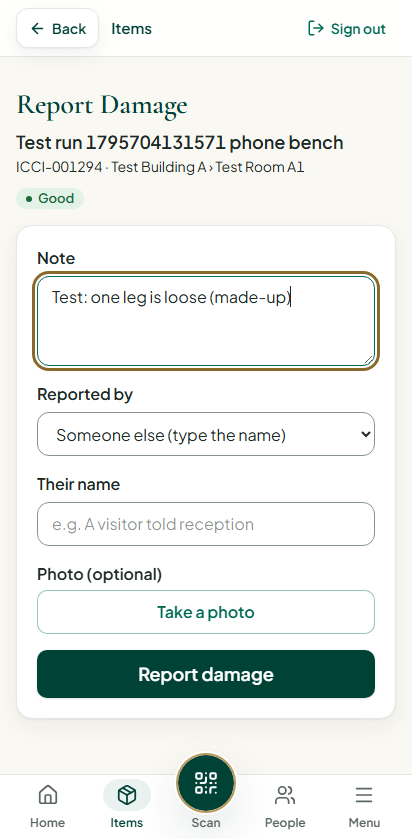 Back
Items
Sign out
Report Damage
Test run 1795704131571 phone bench
ICCI-001294 · Test Building A › Test Room A1
Good
Note
Test: one leg is loose (made-up)
Reported by
Someone else (type the name)
Their name
e.g. A visitor told reception
Photo (optional)
Take a photo
Report damage
Home
Items
Scan
People
Menu